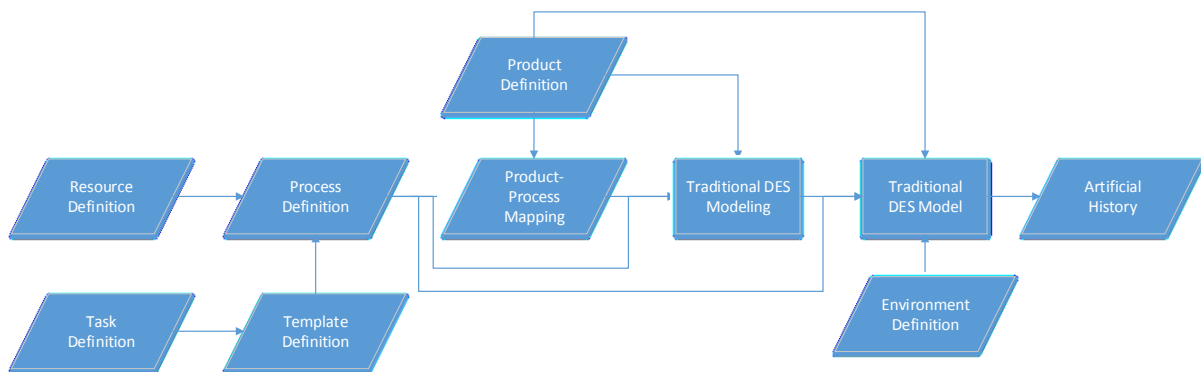 Product
Definition
Resource
Definition
Process
Definition
Product-
Process
Mapping
Traditional DES
Modeling
Traditional
DES Model
Artificial
History
Task
Definition
Template
Definition
Environment
Definition